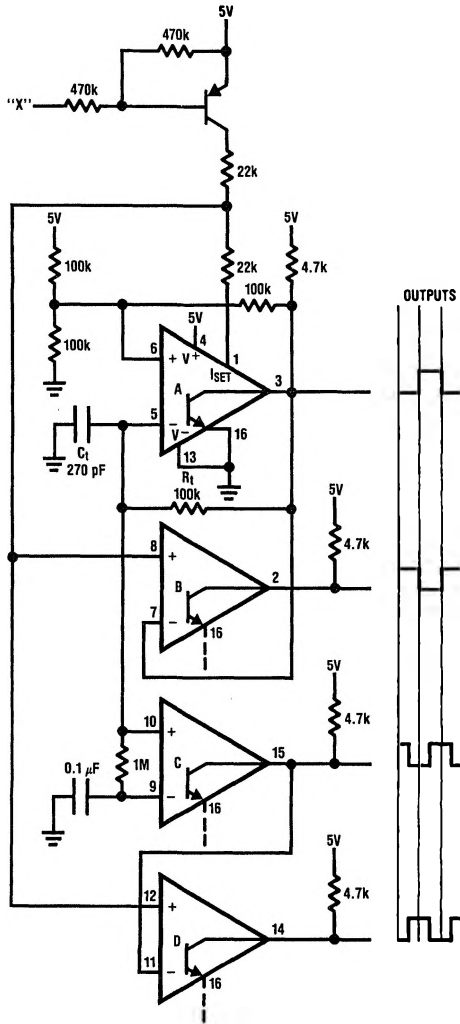 5V
470k
470k
"X"
22k
5V
5V
100k
22k
4.7k
100k
OUTPUTS
5V
4
100k
6
+
V+
1
ISET
A
3
5
−
V−
16
13
Ct
270 pF
Rt
100k
5V
8
+
4.7k
B
2
7
−
16
5V
4.7k
10
+
15
0.1 µF
1M
C
9
−
16
5V
4.7k
12
+
14
D
11
−
16